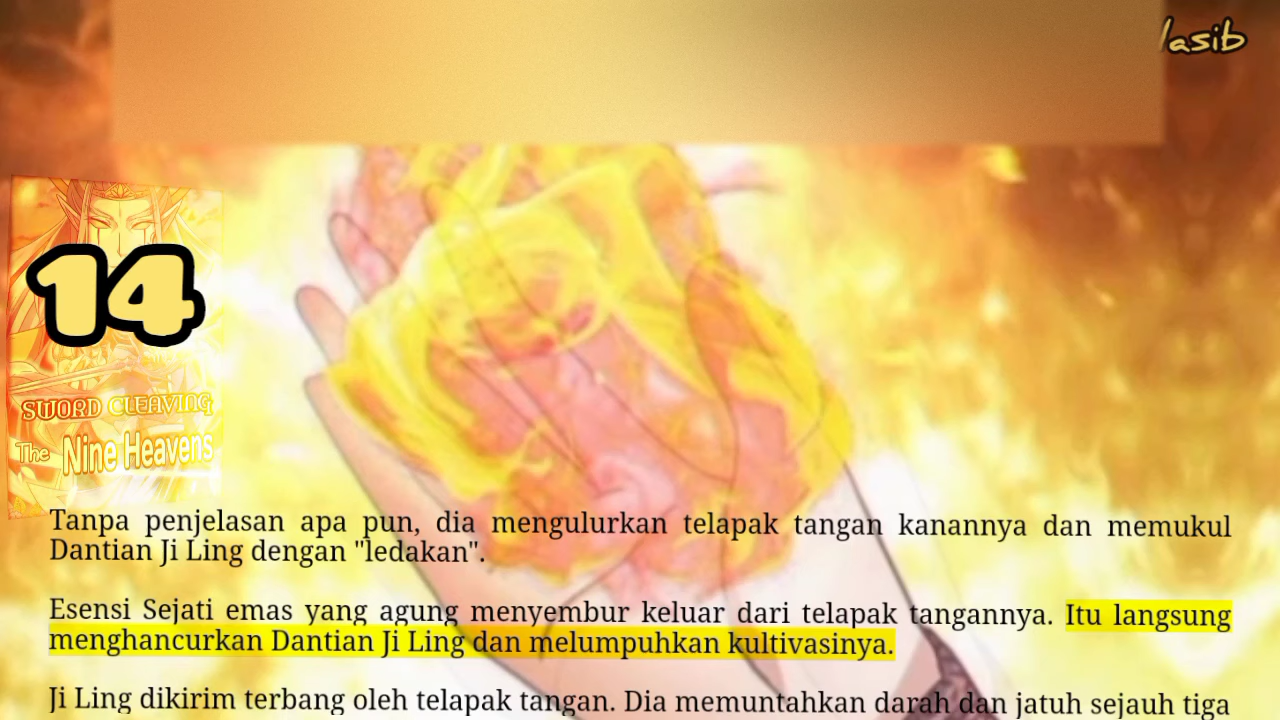 lasib
14
SWORD CLEAVING
The Nine Heavens
Tanpa penjelasan apa pun, dia mengulurkan telapak tangan kanannya dan memukul
Dantian Ji Ling dengan "ledakan".
Esensi Sejati emas yang agung menyembur keluar dari telapak tangannya. Itu langsung
menghancurkan Dantian Ji Ling dan melumpuhkan kultivasinya.
Ji Ling dikirim terbang oleh telapak tangan. Dia memuntahkan darah dan jatuh sejauh tiga